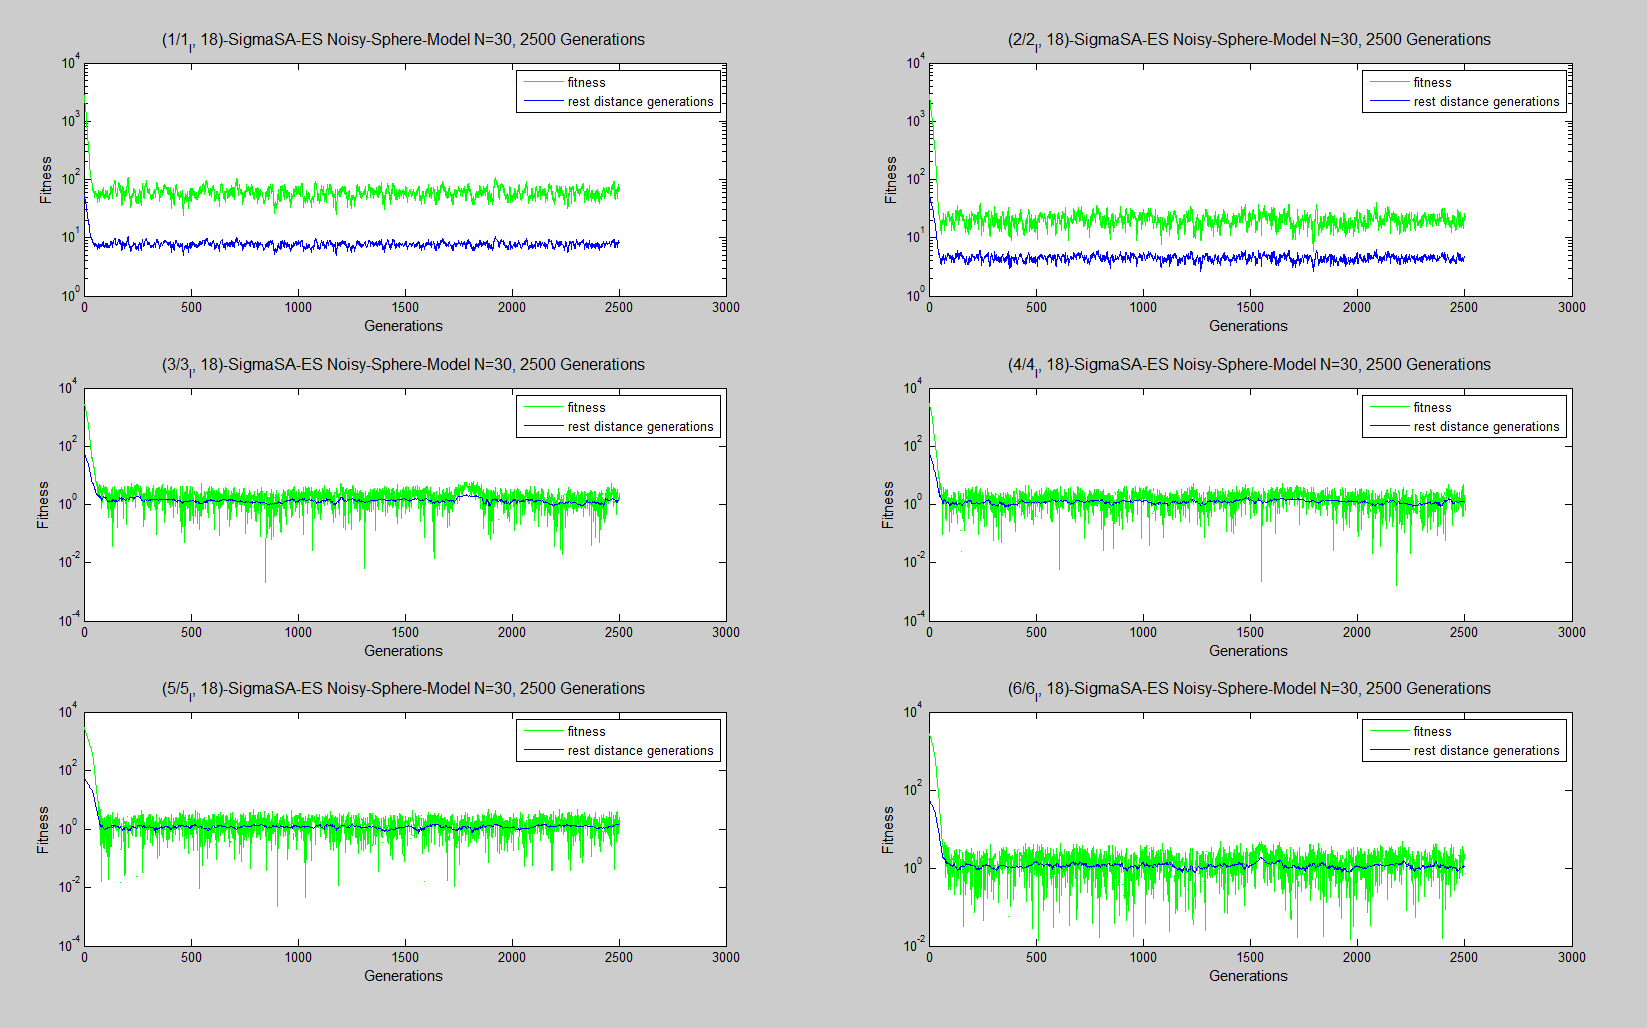 (1/1_I, 18)-SigmaSA-ES Noisy-Sphere-Model N=30, 2500 Generations
10^4
10^3
10^2
10^1
10^0
Fitness
fitness
rest distance generations
0 500 1000 1500 2000 2500 3000
Generations
(2/2_I, 18)-SigmaSA-ES Noisy-Sphere-Model N=30, 2500 Generations
10^4
10^3
10^2
10^1
10^0
Fitness
fitness
rest distance generations
0 500 1000 1500 2000 2500 3000
Generations
(3/3_I, 18)-SigmaSA-ES Noisy-Sphere-Model N=30, 2500 Generations
10^4
10^2
10^0
10^-2
10^-4
Fitness
fitness
rest distance generations
0 500 1000 1500 2000 2500 3000
Generations
(4/4_I, 18)-SigmaSA-ES Noisy-Sphere-Model N=30, 2500 Generations
10^4
10^2
10^0
10^-2
10^-4
Fitness
fitness
rest distance generations
0 500 1000 1500 2000 2500 3000
Generations
(5/5_I, 18)-SigmaSA-ES Noisy-Sphere-Model N=30, 2500 Generations
10^4
10^2
10^0
10^-2
10^-4
Fitness
fitness
rest distance generations
0 500 1000 1500 2000 2500 3000
Generations
(6/6_I, 18)-SigmaSA-ES Noisy-Sphere-Model N=30, 2500 Generations
10^4
10^2
10^0
10^-2
Fitness
fitness
rest distance generations
0 500 1000 1500 2000 2500 3000
Generations